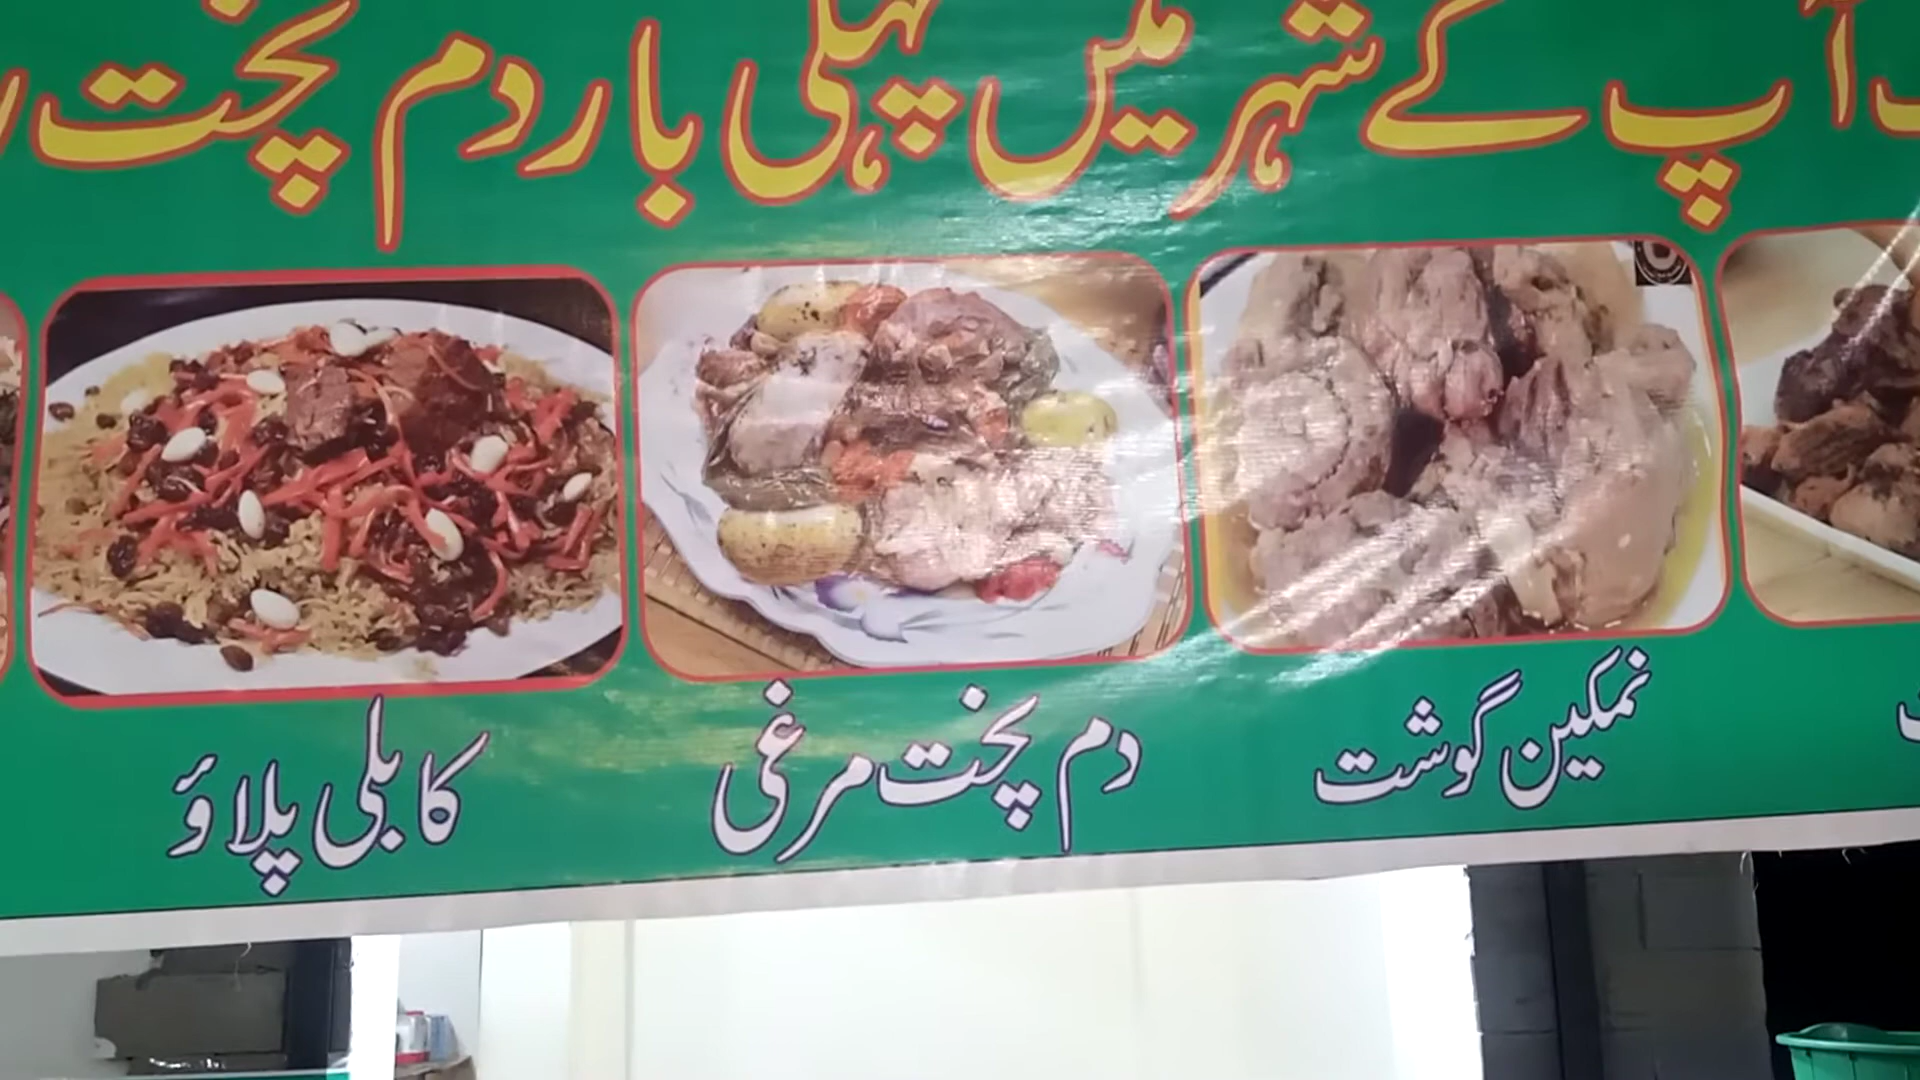 آپ کے شہر میں پہلی بار دم پخت
نمکین گوشت
دم پخت مرغی
کابلی پلاؤ